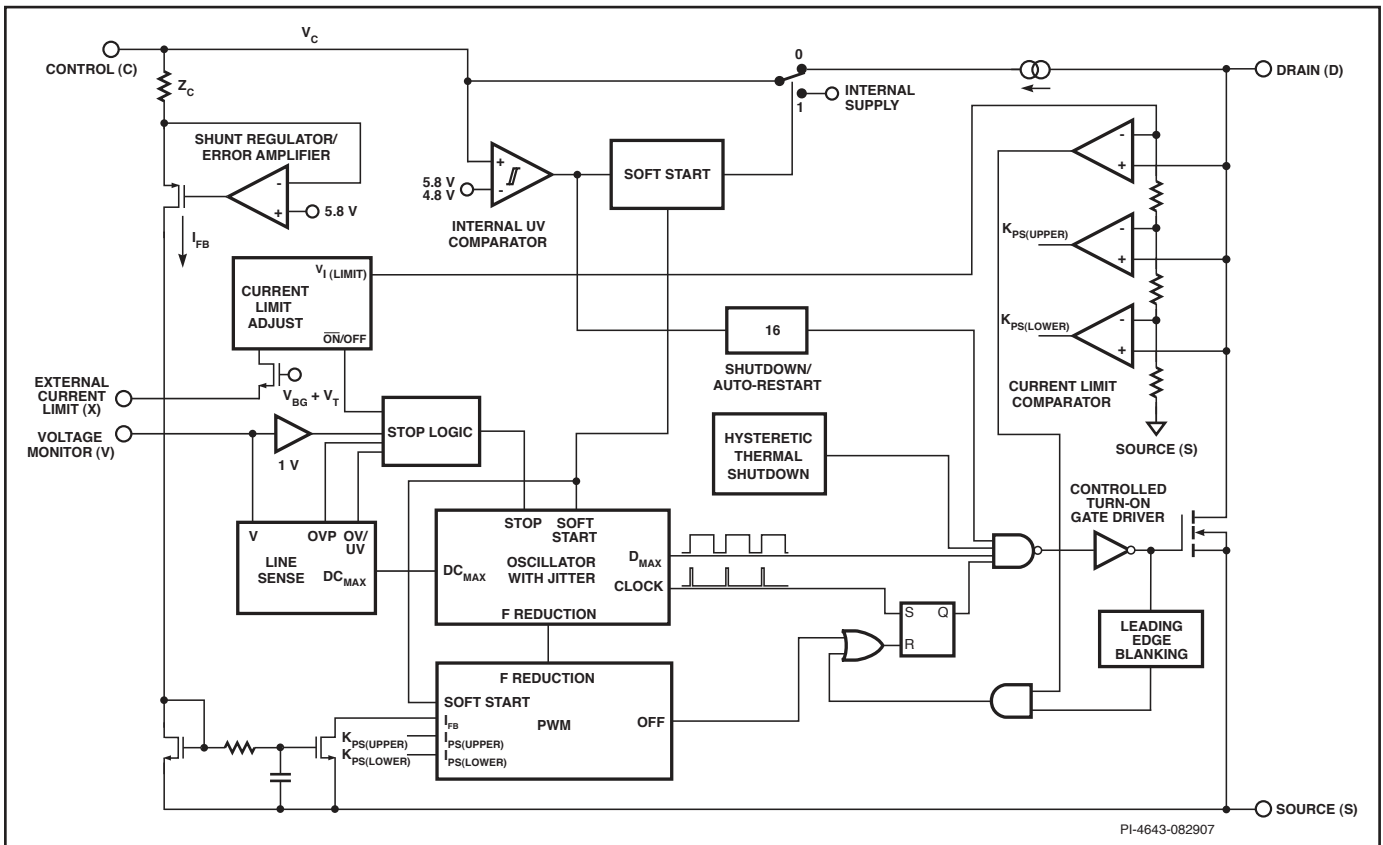 V_C
CONTROL (C)
Z_C
0
1
INTERNAL
SUPPLY
DRAIN (D)
SHUNT REGULATOR/
ERROR AMPLIFIER
-
+
5.8 V
I_FB
+
-
5.8 V
4.8 V
INTERNAL UV
COMPARATOR
SOFT START
-
+
K_PS(UPPER)
-
+
K_PS(LOWER)
-
+
CURRENT LIMIT
COMPARATOR
SOURCE (S)
V_I (LIMIT)
CURRENT
LIMIT
ADJUST
O̅N̅/OFF
16
SHUTDOWN/
AUTO-RESTART
EXTERNAL
CURRENT
LIMIT (X)
V_BG + V_T
VOLTAGE
MONITOR (V)
1 V
STOP LOGIC
HYSTERETIC
THERMAL
SHUTDOWN
CONTROLLED
TURN-ON
GATE DRIVER
V OVP OV/
UV
LINE
SENSE
DC_MAX
STOP SOFT
START
DC_MAX
OSCILLATOR
WITH JITTER
D_MAX
CLOCK
F REDUCTION
S Q
R
LEADING
EDGE
BLANKING
F REDUCTION
SOFT START
PWM
OFF
I_FB
K_PS(UPPER) I_PS(UPPER)
K_PS(LOWER) I_PS(LOWER)
SOURCE (S)
PI-4643-082907